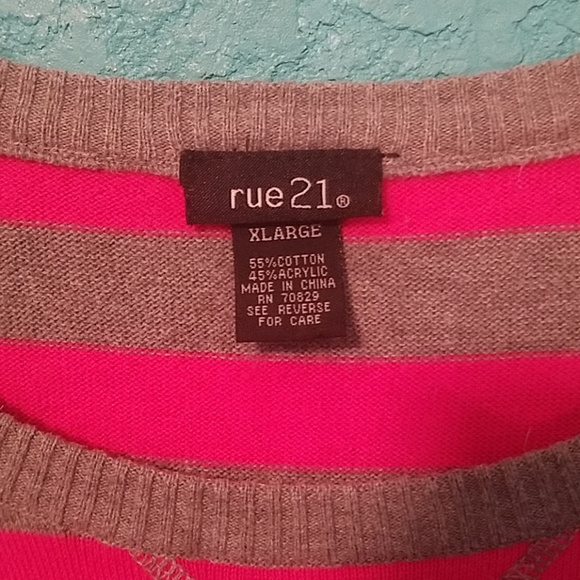 rue21®
XLARGE
55%COTTON
45%ACRYLIC
MADE IN CHINA
RN 70829
SEE REVERSE
FOR CARE